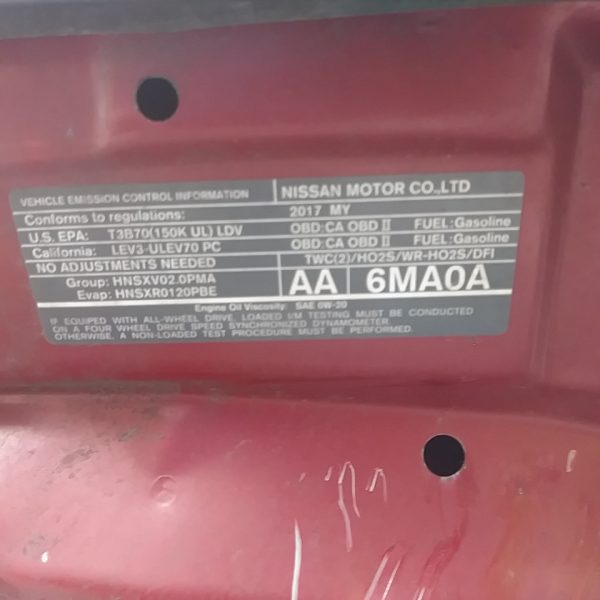 VEHICLE EMISSION CONTROL INFORMATION
NISSAN MOTOR CO.,LTD
Conforms to regulations:
2017 MY
U.S. EPA: T3B70(150K UL) LDV
OBD:CA OBD II
FUEL:Gasoline
California: LEV3-ULEV70 PC
OBD:CA OBD II
FUEL:Gasoline
NO ADJUSTMENTS NEEDED
TWC(2)/HO2S/WR-HO2S/DFI
Group: HNSXV02.0PMA
Evap: HNSXR0120PBE
AA
6MA0A
Engine Oil Viscosity: SAE 0W-20
IF EQUIPED WITH ALL-WHEEL DRIVE, LOADED I/M TESTING MUST BE CONDUCTED
ON A FOUR WHEEL DRIVE SPEED SYNCHRONIZED DYNAMOMETER.
OTHERWISE, A NON-LOADED TEST PROCEDURE MUST BE PERFORMED.